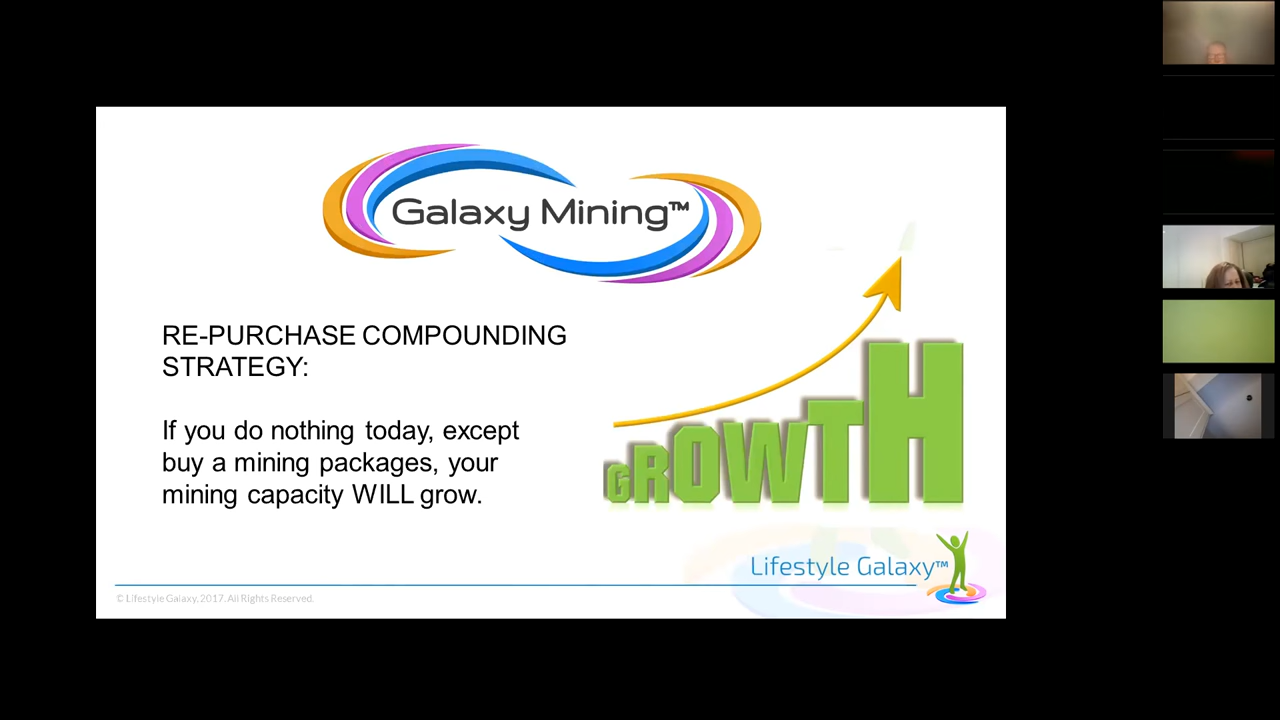 Galaxy Mining™
RE-PURCHASE COMPOUNDING
STRATEGY:
If you do nothing today, except
buy a mining packages, your
mining capacity WILL grow.
GROWTH
Lifestyle Galaxy™
© Lifestyle Galaxy, 2017. All Rights Reserved.